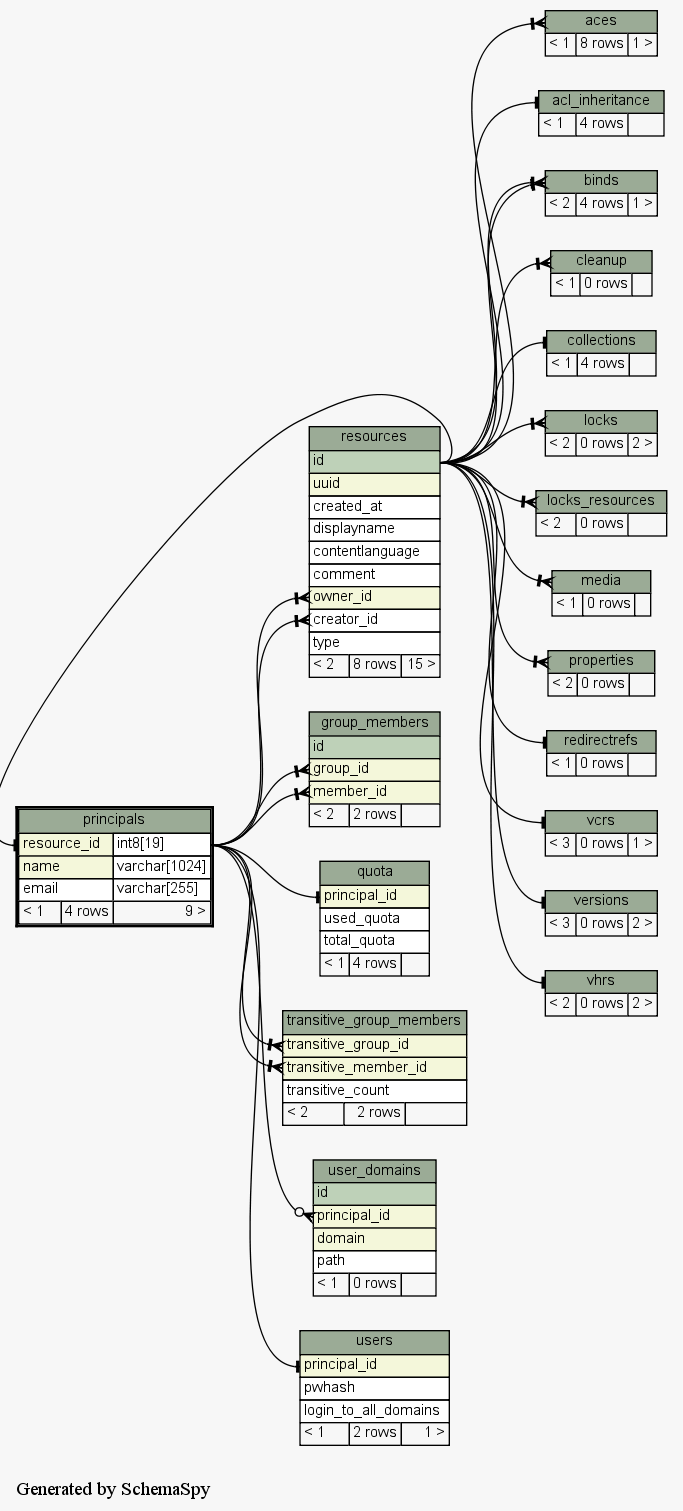 aces
< 1 8 rows 1 >
acl_inheritance
< 1 4 rows
binds
< 2 4 rows 1 >
cleanup
< 1 0 rows
collections
< 1 4 rows
locks
< 2 0 rows 2 >
locks_resources
< 2 0 rows
media
< 1 0 rows
properties
< 2 0 rows
redirectrefs
< 1 0 rows
vcrs
< 3 0 rows 1 >
versions
< 3 0 rows 2 >
vhrs
< 2 0 rows 2 >
resources
id
uuid
created_at
displayname
contentlanguage
comment
owner_id
creator_id
type
< 2 8 rows 15 >
group_members
id
group_id
member_id
< 2 2 rows
principals
resource_id int8[19]
name varchar[1024]
email varchar[255]
< 1 4 rows 9 >
quota
principal_id
used_quota
total_quota
< 1 4 rows
transitive_group_members
transitive_group_id
transitive_member_id
transitive_count
< 2 2 rows
user_domains
id
principal_id
domain
path
< 1 0 rows
users
principal_id
pwhash
login_to_all_domains
< 1 2 rows 1 >
Generated by SchemaSpy